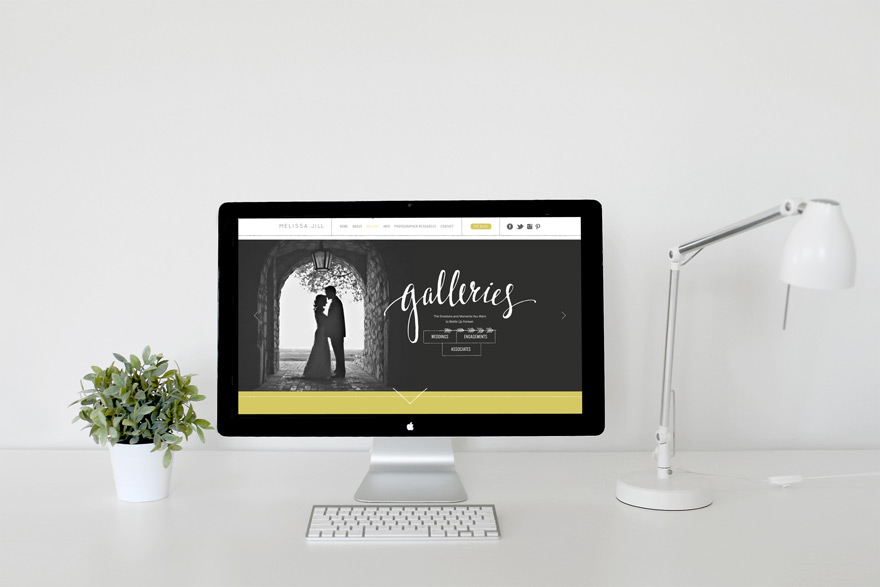 MELISSA JILL
HOME ABOUT GALLERY INFO PHOTOGRAPHER RESOURCES CONTACT
galleries
The Emotions and Moments You Want
to Bottle Up Forever.
WEDDINGS ENGAGEMENTS
ASSOCIATES